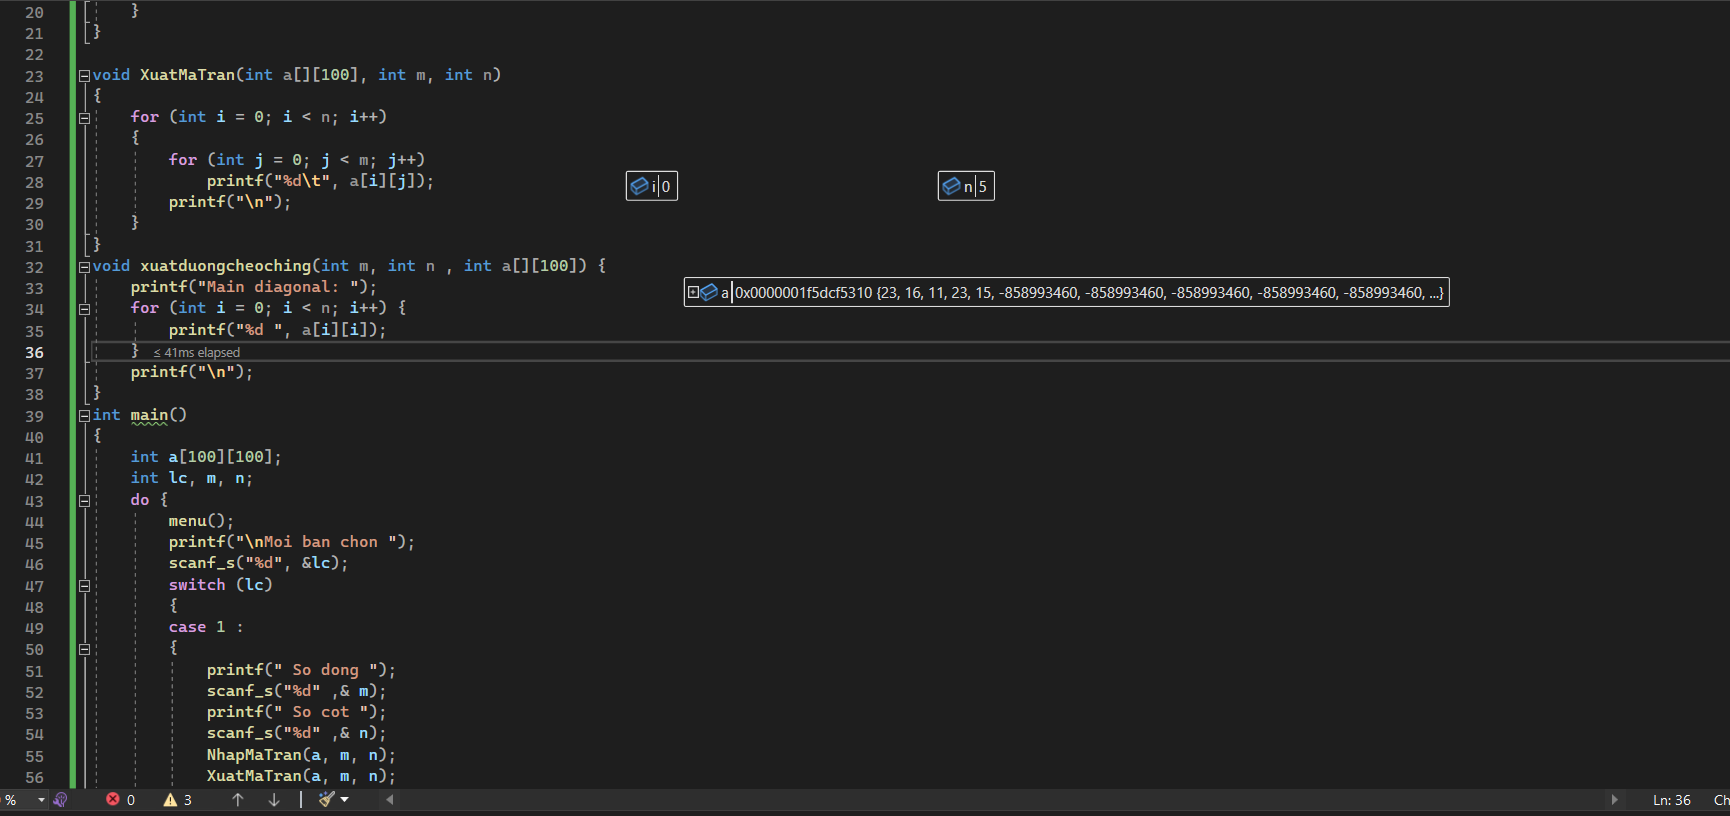 20 }
21 }
22
23 void XuatMaTran(int a[][100], int m, int n)
24 {
25 for (int i = 0; i < n; i++)
26 {
27 for (int j = 0; j < m; j++)
28 printf("%d\t", a[i][j]); i 0 n 5
29 printf("\n");
30 }
31 }
32 void xuatduongcheoching(int m, int n , int a[][100]) {
33 printf("Main diagonal: "); a 0x0000001f5dcf5310 {23, 16, 11, 23, 15, -858993460, -858993460, -858993460, -858993460, -858993460, ...}
34 for (int i = 0; i < n; i++) {
35 printf("%d ", a[i][i]);
36 } ≤ 41ms elapsed
37 printf("\n");
38 }
39 int main()
40 {
41 int a[100][100];
42 int lc, m, n;
43 do {
44 menu();
45 printf("\nMoi ban chon ");
46 scanf_s("%d", &lc);
47 switch (lc)
48 {
49 case 1 :
50 {
51 printf(" So dong ");
52 scanf_s("%d" ,& m);
53 printf(" So cot ");
54 scanf_s("%d" ,& n);
55 NhapMaTran(a, m, n);
56 XuatMaTran(a, m, n);
% 0 3 Ln: 36